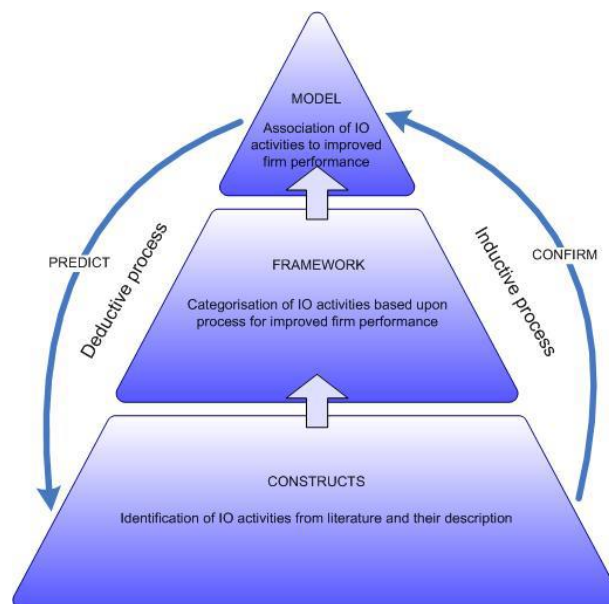 MODEL
Association of IO
activities to improved
firm performance
PREDICT
Deductive process
FRAMEWORK
Categorisation of IO activities based upon
process for improved firm performance
Inductive process
CONFIRM
CONSTRUCTS
Identification of IO activities from literature and their description